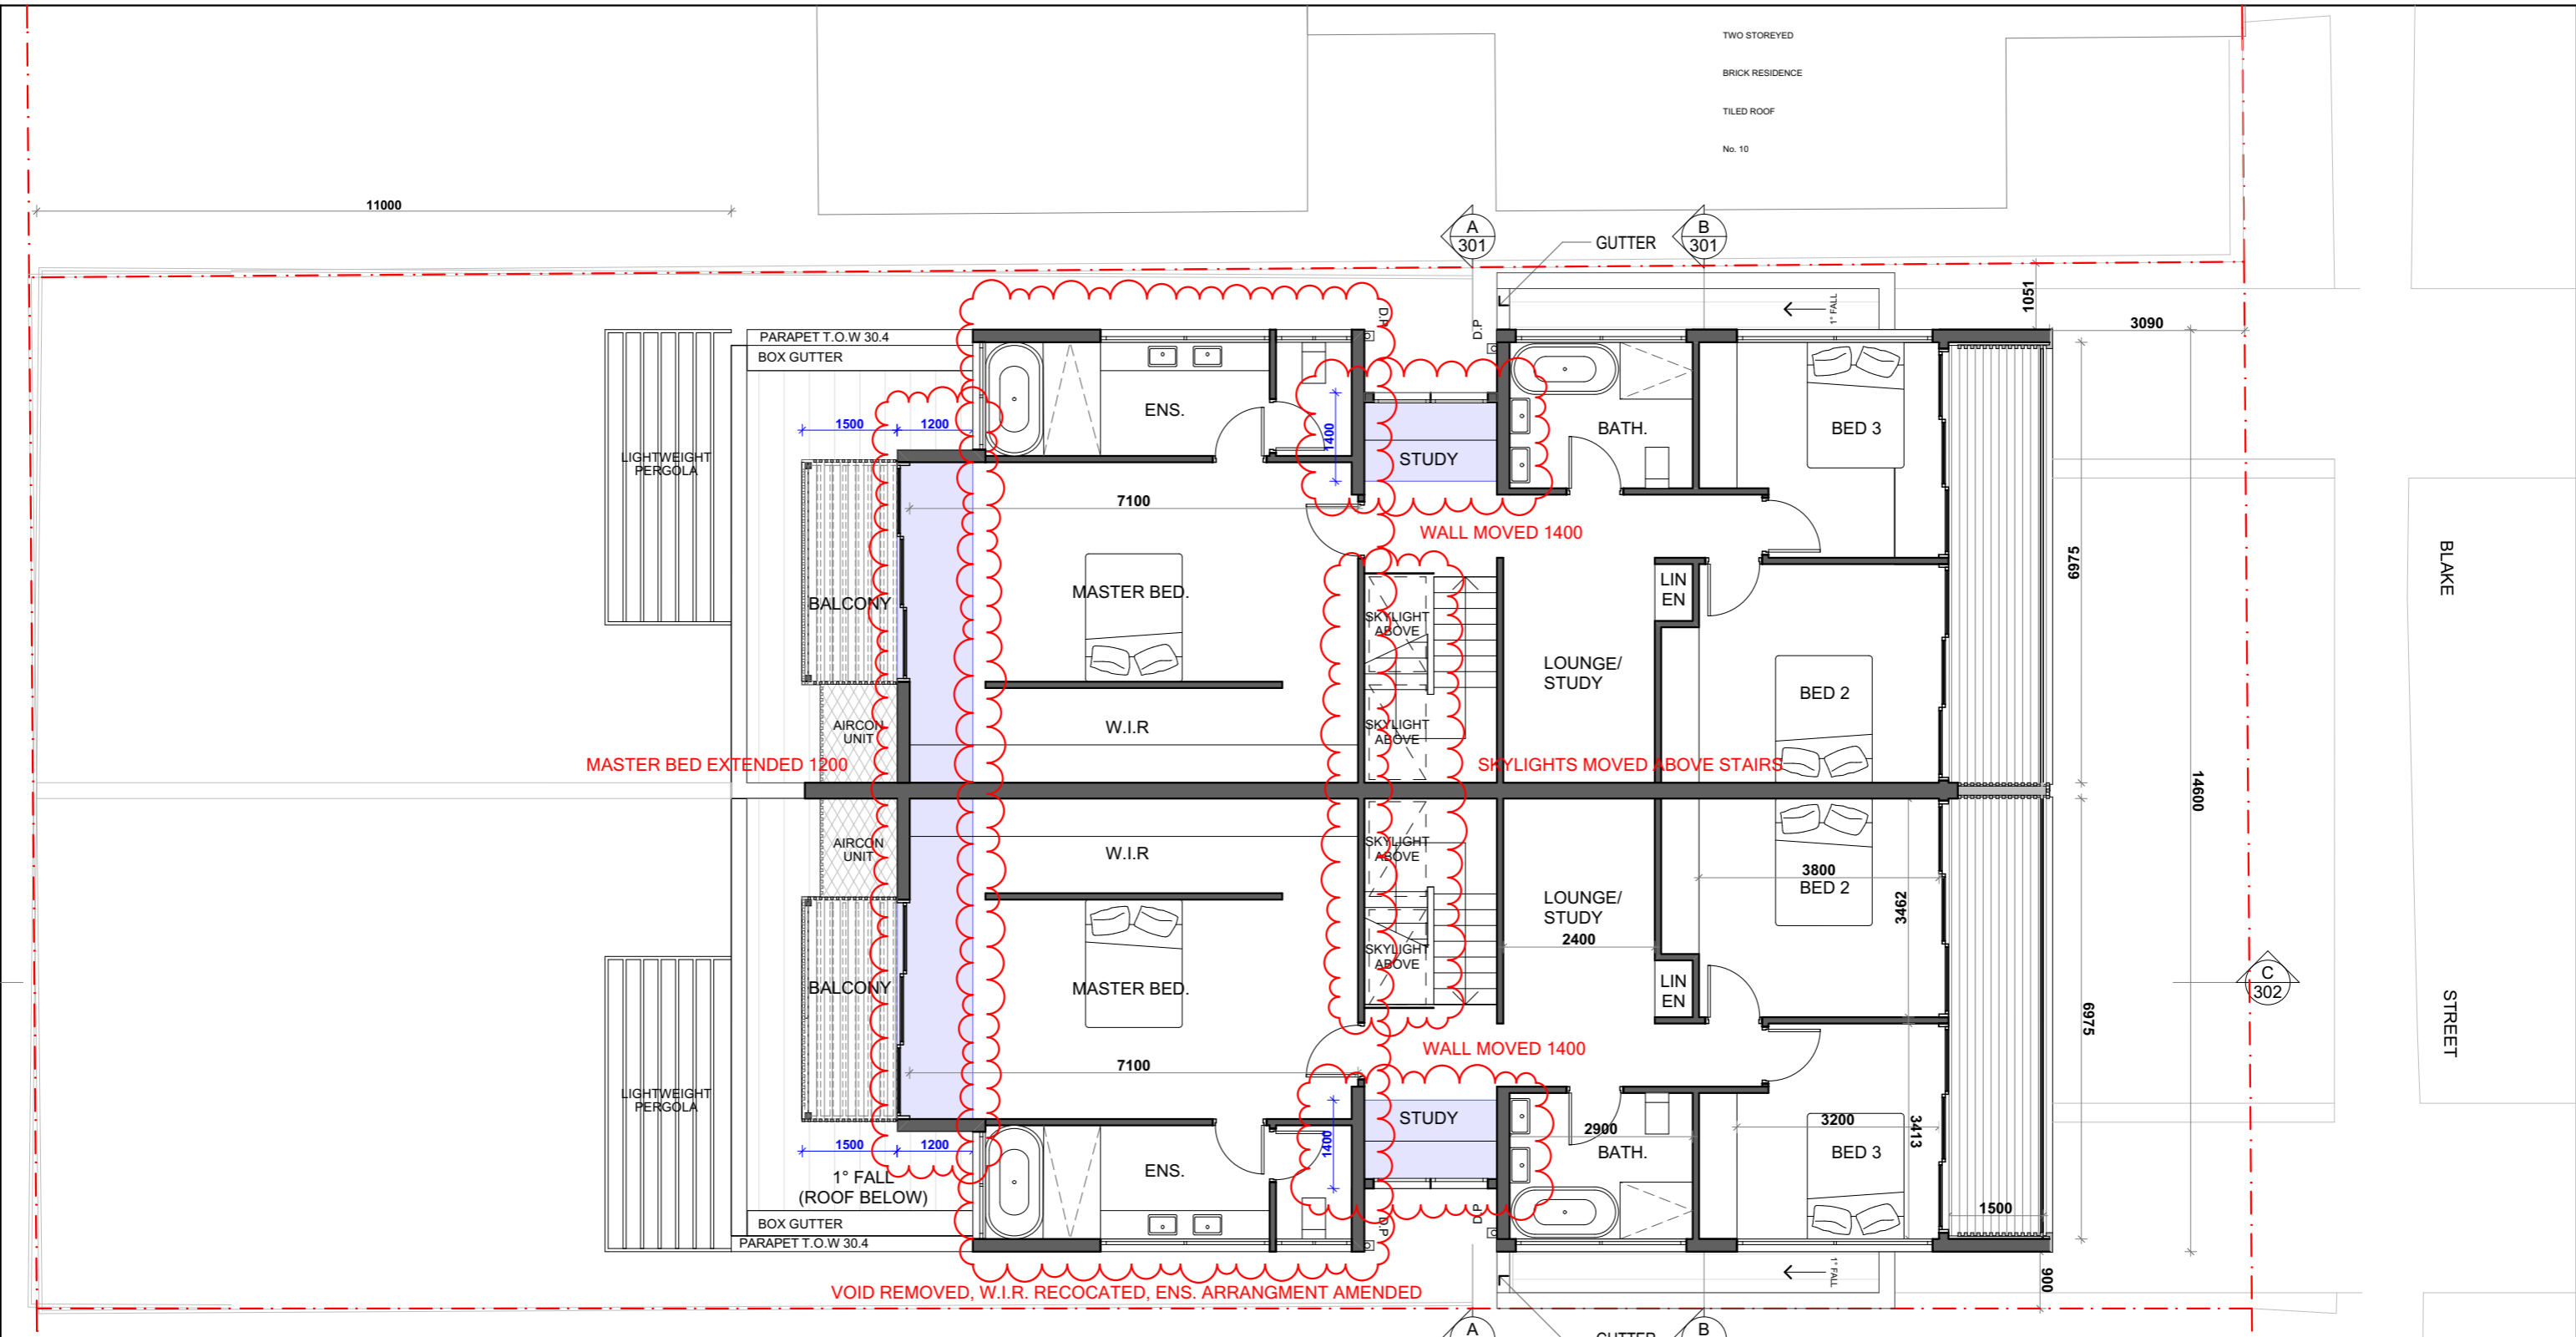 TWO STOREYED
BRICK RESIDENCE
TILED ROOF
No. 10
11000
A
301
GUTTER
B
301
1051
3090
1° FALL
D.P
D.P
PARAPET T.O.W 30.4
BOX GUTTER
ENS.
BATH.
BED 3
1500
1200
1400
STUDY
LIGHTWEIGHT
PERGOLA
7100
WALL MOVED 1400
6975
BLAKE
BALCONY
MASTER BED.
SKYLIGHT
ABOVE
LIN
EN
LOUNGE/
STUDY
BED 2
AIRCON
UNIT
W.I.R
SKYLIGHT
ABOVE
MASTER BED EXTENDED 1200
SKYLIGHTS MOVED ABOVE STAIRS
14600
AIRCON
UNIT
W.I.R
SKYLIGHT
ABOVE
3800
BED 2
3462
LOUNGE/
STUDY
2400
SKYLIGHT
ABOVE
BALCONY
MASTER BED.
LIN
EN
C
302
6975
STREET
7100
WALL MOVED 1400
LIGHTWEIGHT
PERGOLA
STUDY
1400
3200
3413
2900
BATH.
BED 3
1500
1200
ENS.
1° FALL
(ROOF BELOW)
1500
BOX GUTTER
D.P
D.P
PARAPET T.O.W 30.4
1° FALL
900
VOID REMOVED, W.I.R. RECOCATED, ENS. ARRANGMENT AMENDED
A
GUTTER
B